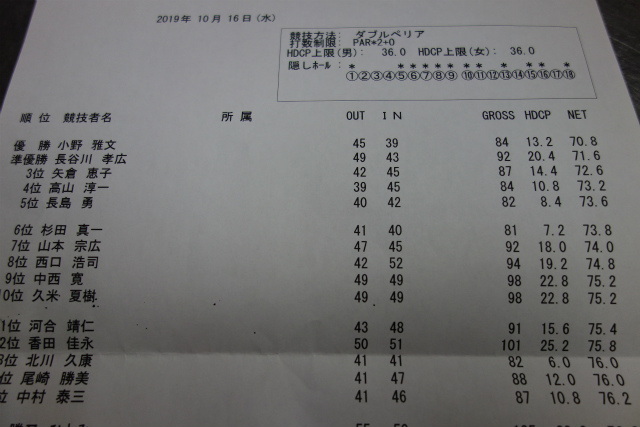 2019年 10月 16日(水)
競技方法: ダブルペリア
打数制限: PAR*2+0
HDCP上限(男): 36.0 HDCP上限(女): 36.0
隠しホール: * * * * * * * * * * * *
①②③④⑤⑥⑦⑧⑨ ⑩⑪⑫⑬⑭⑮⑯⑰⑱
順位 競技者名 所属 OUT IN GROSS HDCP NET
優 勝 小野 雅文 45 39 84 13.2 70.8
準優勝 長谷川 孝広 49 43 92 20.4 71.6
3位 矢倉 恵子 42 45 87 14.4 72.6
4位 高山 淳一 39 45 84 10.8 73.2
5位 長島 勇 40 42 82 8.4 73.6
6位 杉田 真一 41 40 81 7.2 73.8
7位 山本 宗広 47 45 92 18.0 74.0
8位 西口 浩司 42 52 94 19.2 74.8
9位 中西 寛 49 49 98 22.8 75.2
0位 久米 夏樹 49 49 98 22.8 75.2
1位 河合 靖仁 43 48 91 15.6 75.4
2位 香田 佳永 50 51 101 25.2 75.8
3位 北川 久康 41 41 82 6.0 76.0
位 尾崎 勝美 41 47 88 12.0 76.0
位 中村 泰三 41 46 87 10.8 76.2